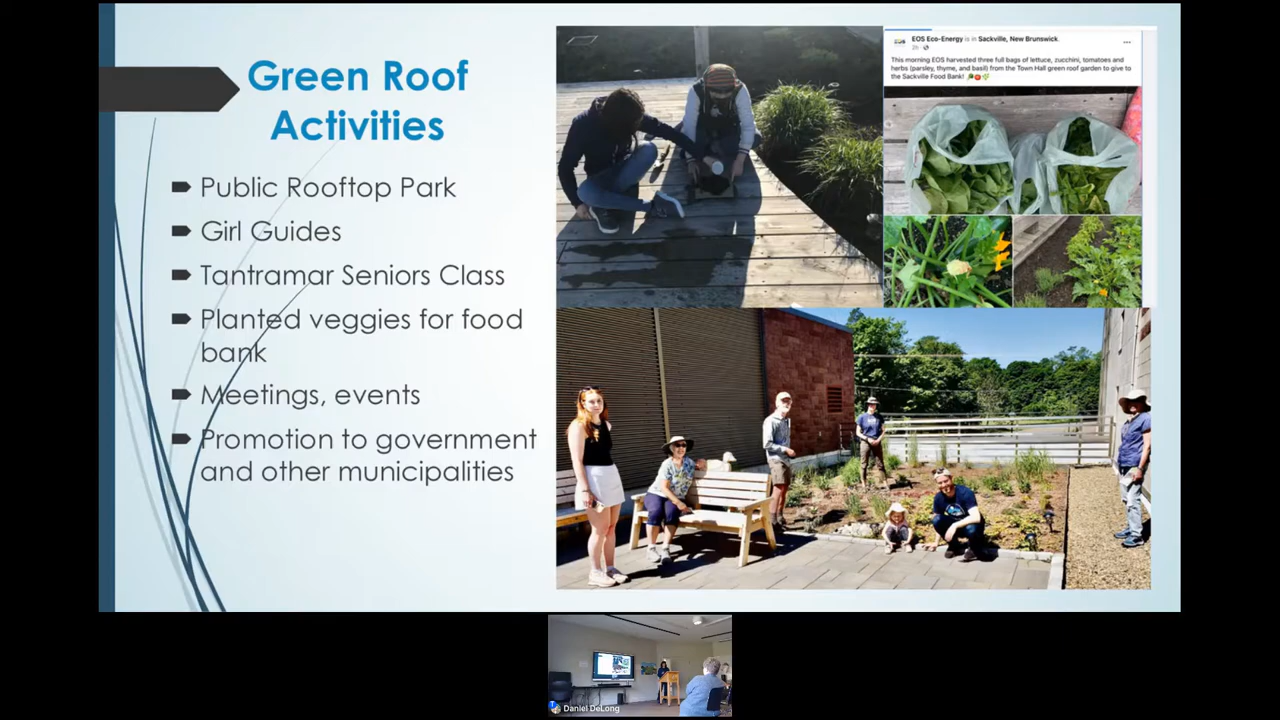 Green Roof
Activities
Public Rooftop Park
Girl Guides
Tantramar Seniors Class
Planted veggies for food
bank
Meetings, events
Promotion to government
and other municipalities
EOS Eco-Energy is in Sackville, New Brunswick.
2h
This morning EOS harvested three full bags of lettuce, zucchini, tomatoes and
herbs (parsley, thyme, and basil) from the Town Hall green roof garden to give to
the Sackville Food Bank!
Daniel DeLong